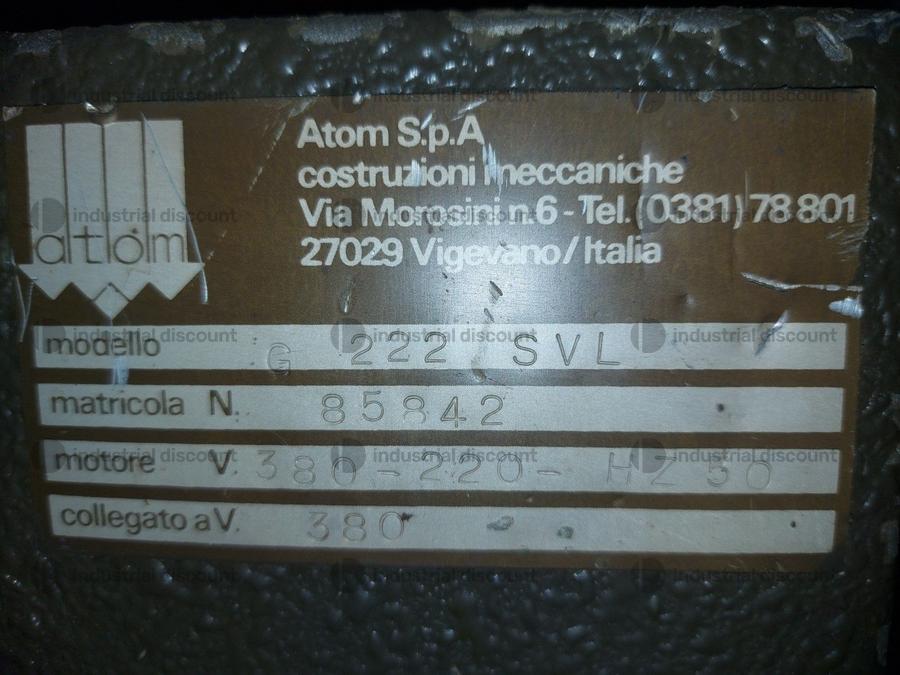 Atom S.p.A
costruzioni meccaniche
Via Morosini n.6 - Tel. (0381) 78 801
27029 Vigevano/Italia
atom
modello G 222 SVL
matricola N. 85842
motore V. 380-220- HZ 50
collegato a V. 380
industrial discount